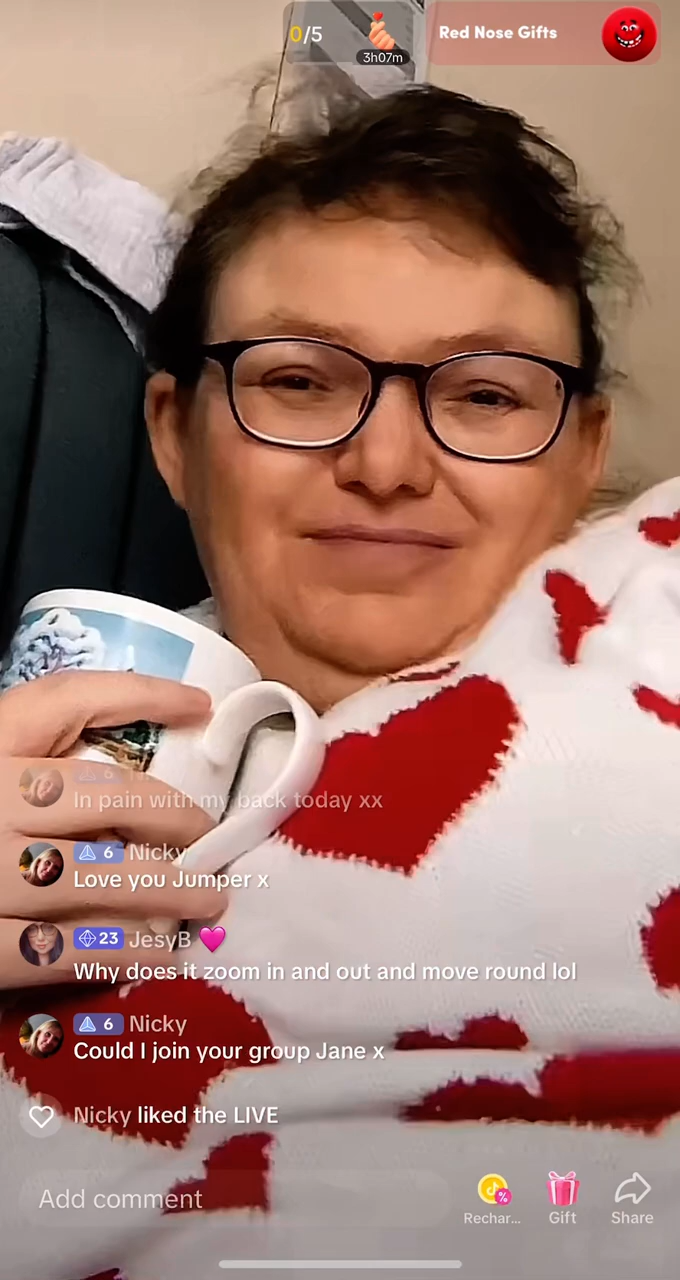 0/5
3h07m
Red Nose Gifts
6
In pain with my back today xx
6 Nicky
Love you Jumper x
23 JesyB 🩷
Why does it zoom in and out and move round lol
6 Nicky
Could I join your group Jane x
Nicky liked the LIVE
Add comment
Rechar...
Gift
Share